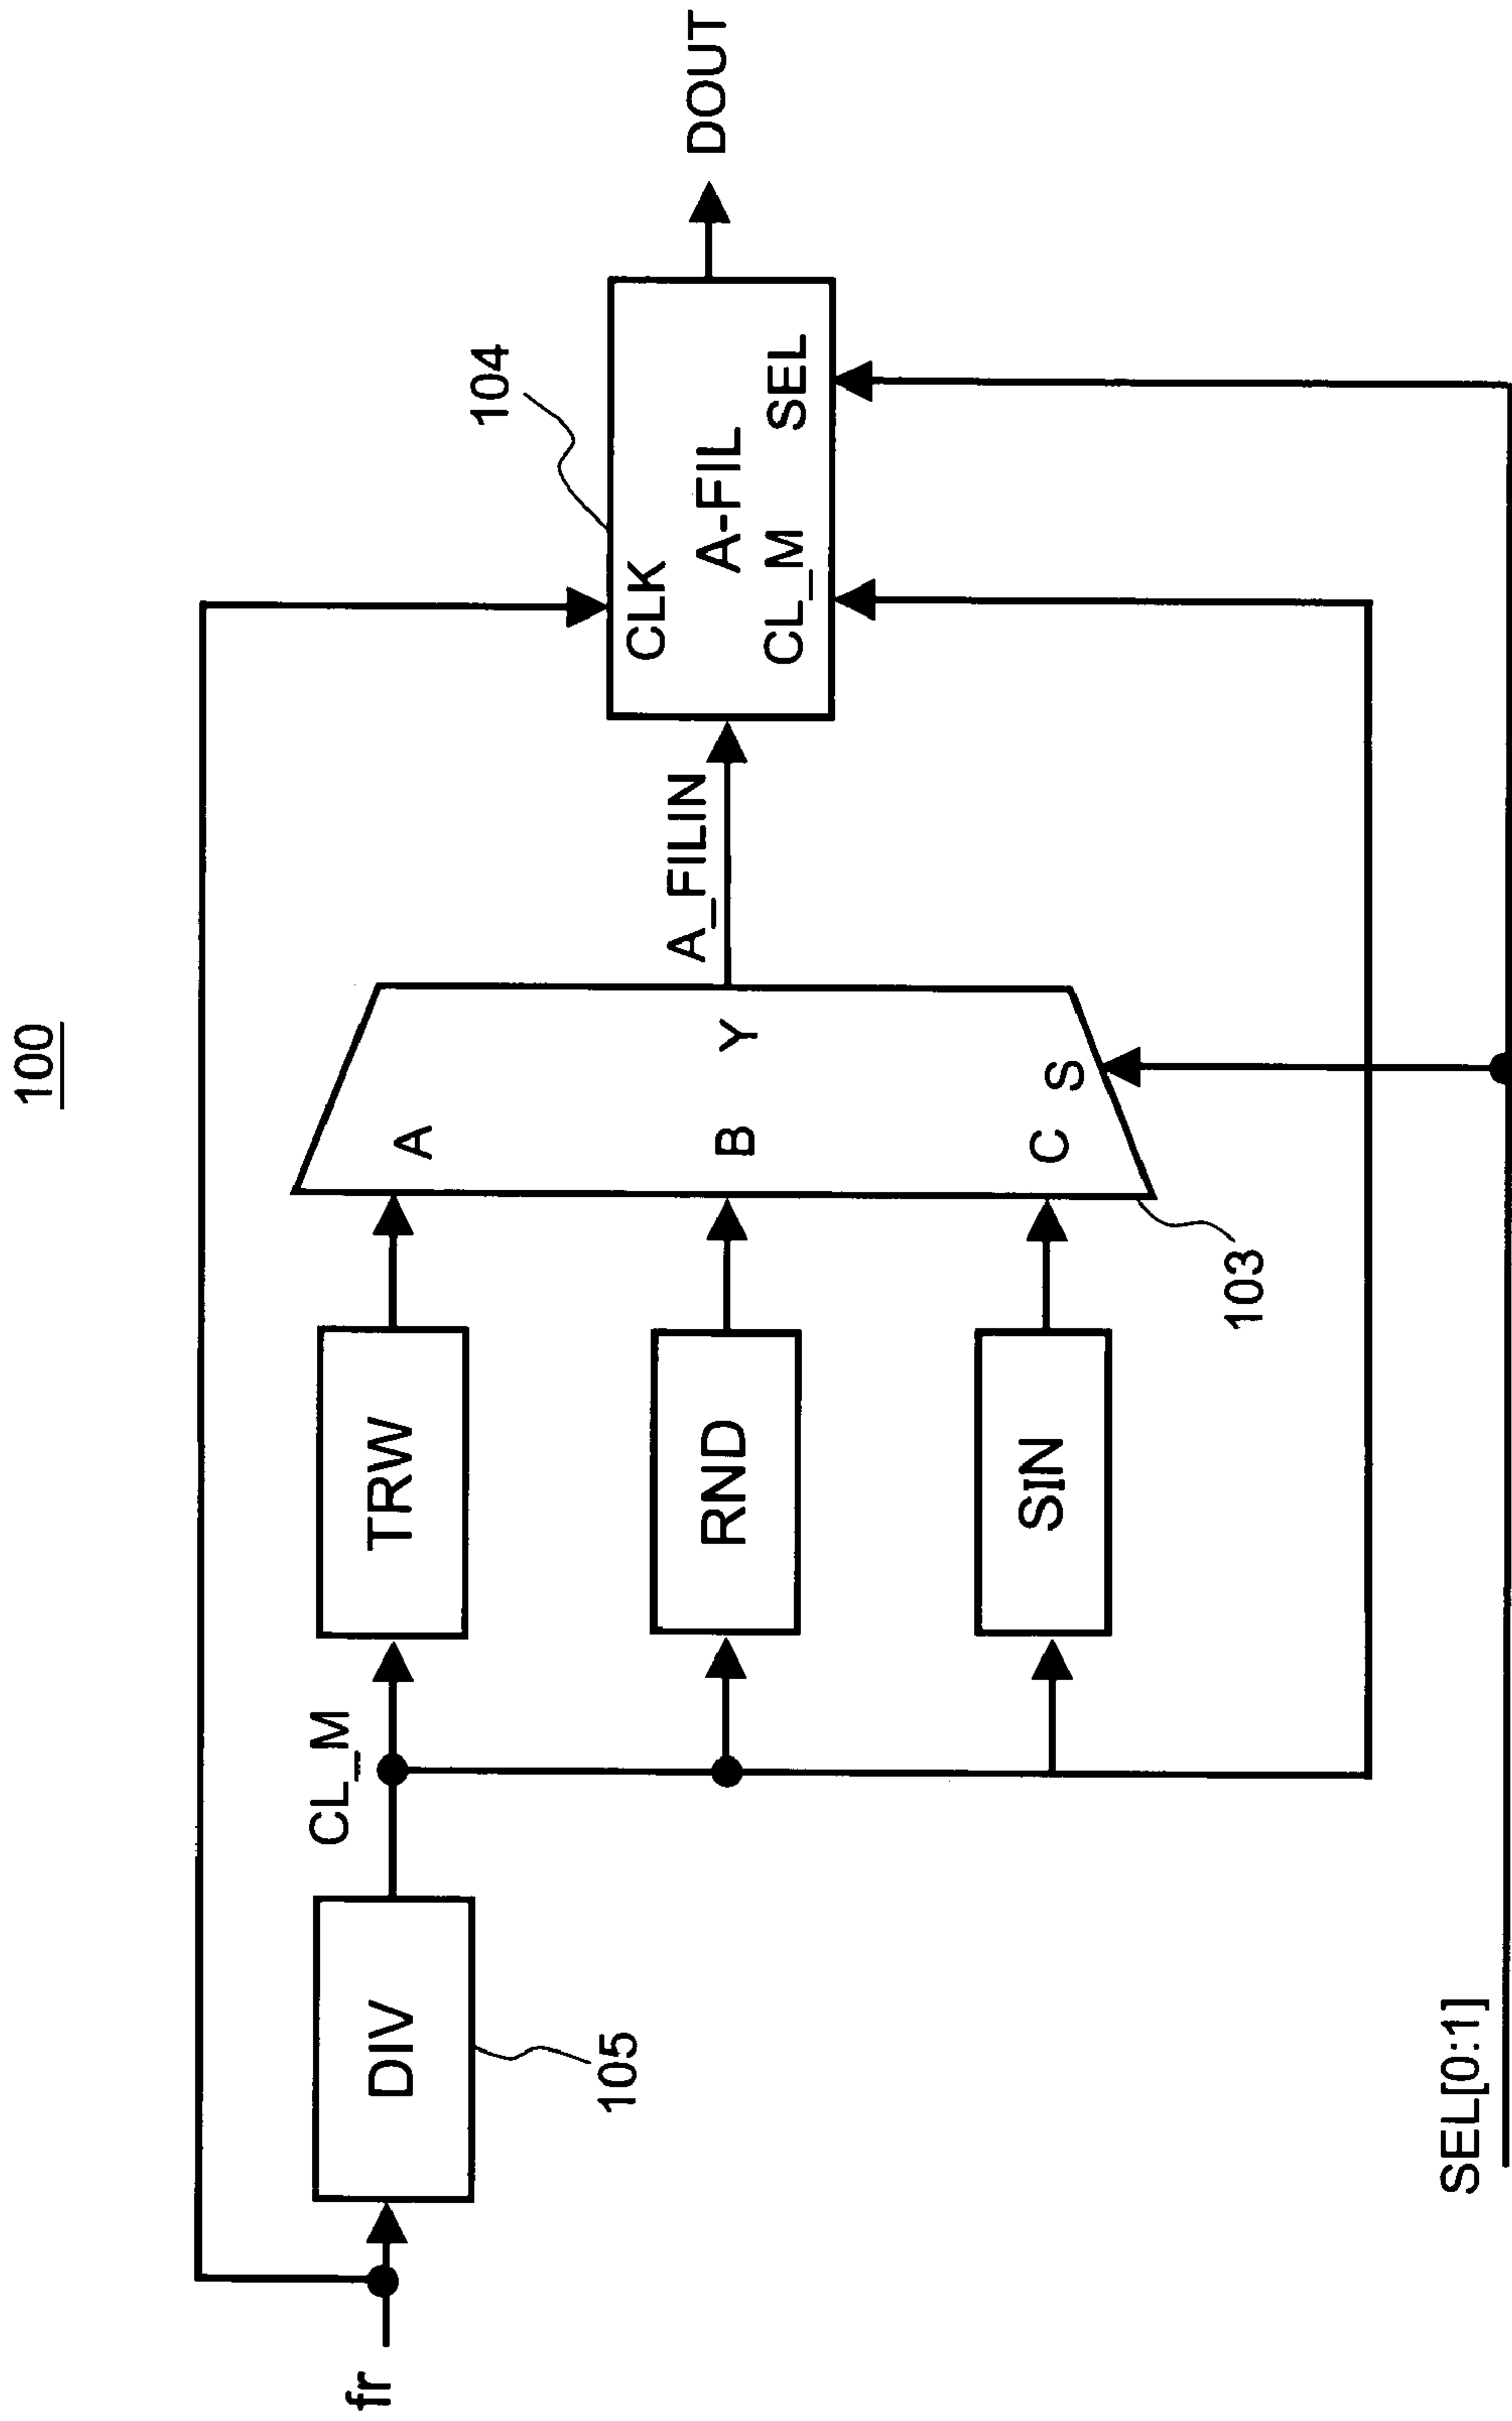 100
fr
DIV
105
CL_M
TRW
RND
SIN
A
B
C
S
Y
103
A_FILIN
104
CLK
A-FIL
CL_M
SEL
DOUT
SEL[0:1]